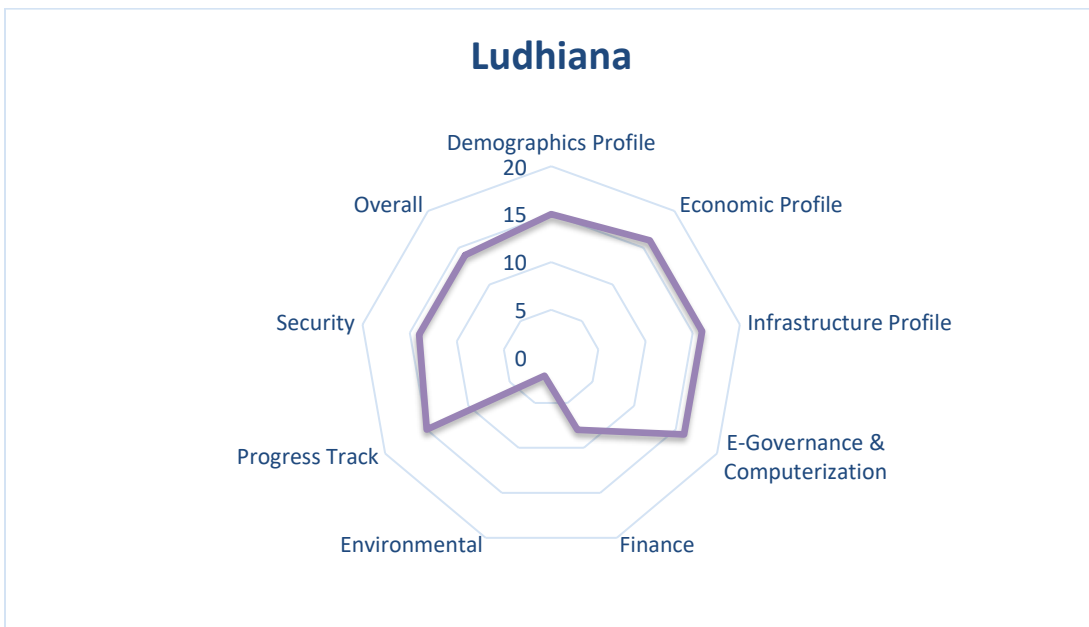 Ludhiana
Demographics Profile
20
Overall
Economic Profile
15
10
5
Security
Infrastructure Profile
0
E-Governance &
Computerization
Progress Track
Environmental
Finance